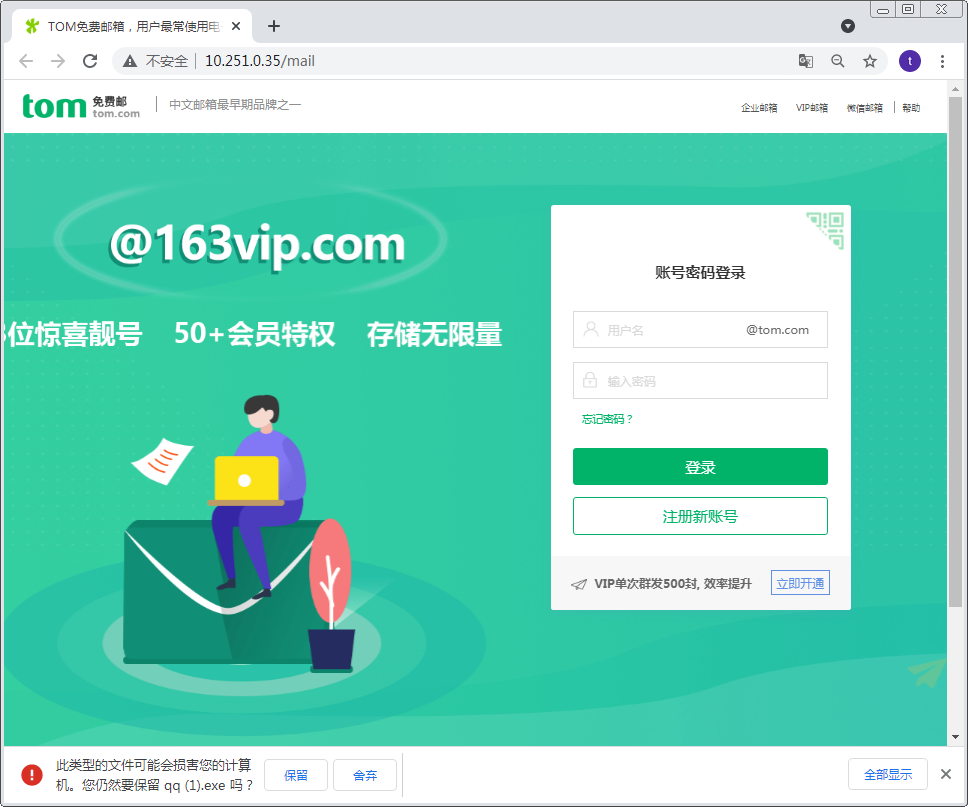 TOM免费邮箱，用户最常使用电
不安全 10.251.0.35/mail
t
tom 免费邮 tom.com 中文邮箱最早期品牌之一
企业邮箱 VIP邮箱 微信邮箱 帮助
@163vip.com
位惊喜靓号 50+会员特权 存储无限量
账号密码登录
用户名 @tom.com
输入密码
忘记密码？
登录
注册新账号
VIP单次群发500封, 效率提升 立即开通
此类型的文件可能会损害您的计算
机。您仍然要保留 qq (1).exe 吗？
保留 舍弃 全部显示